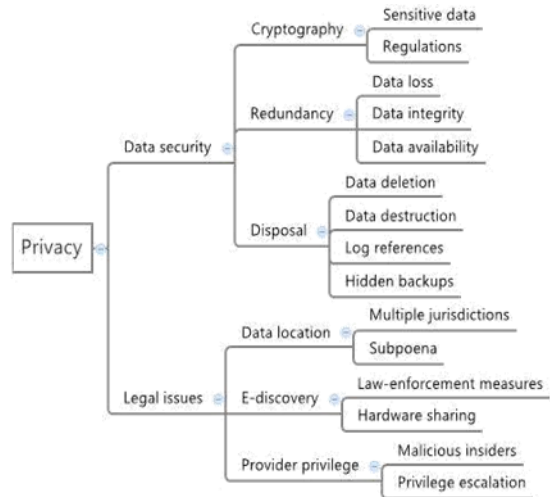 Privacy
Data security
Cryptography
Sensitive data
Regulations
Redundancy
Data loss
Data integrity
Data availability
Disposal
Data deletion
Data destruction
Log references
Hidden backups
Legal issues
Data location
Multiple jurisdictions
Subpoena
E-discovery
Law-enforcement measures
Hardware sharing
Provider privilege
Malicious insiders
Privilege escalation